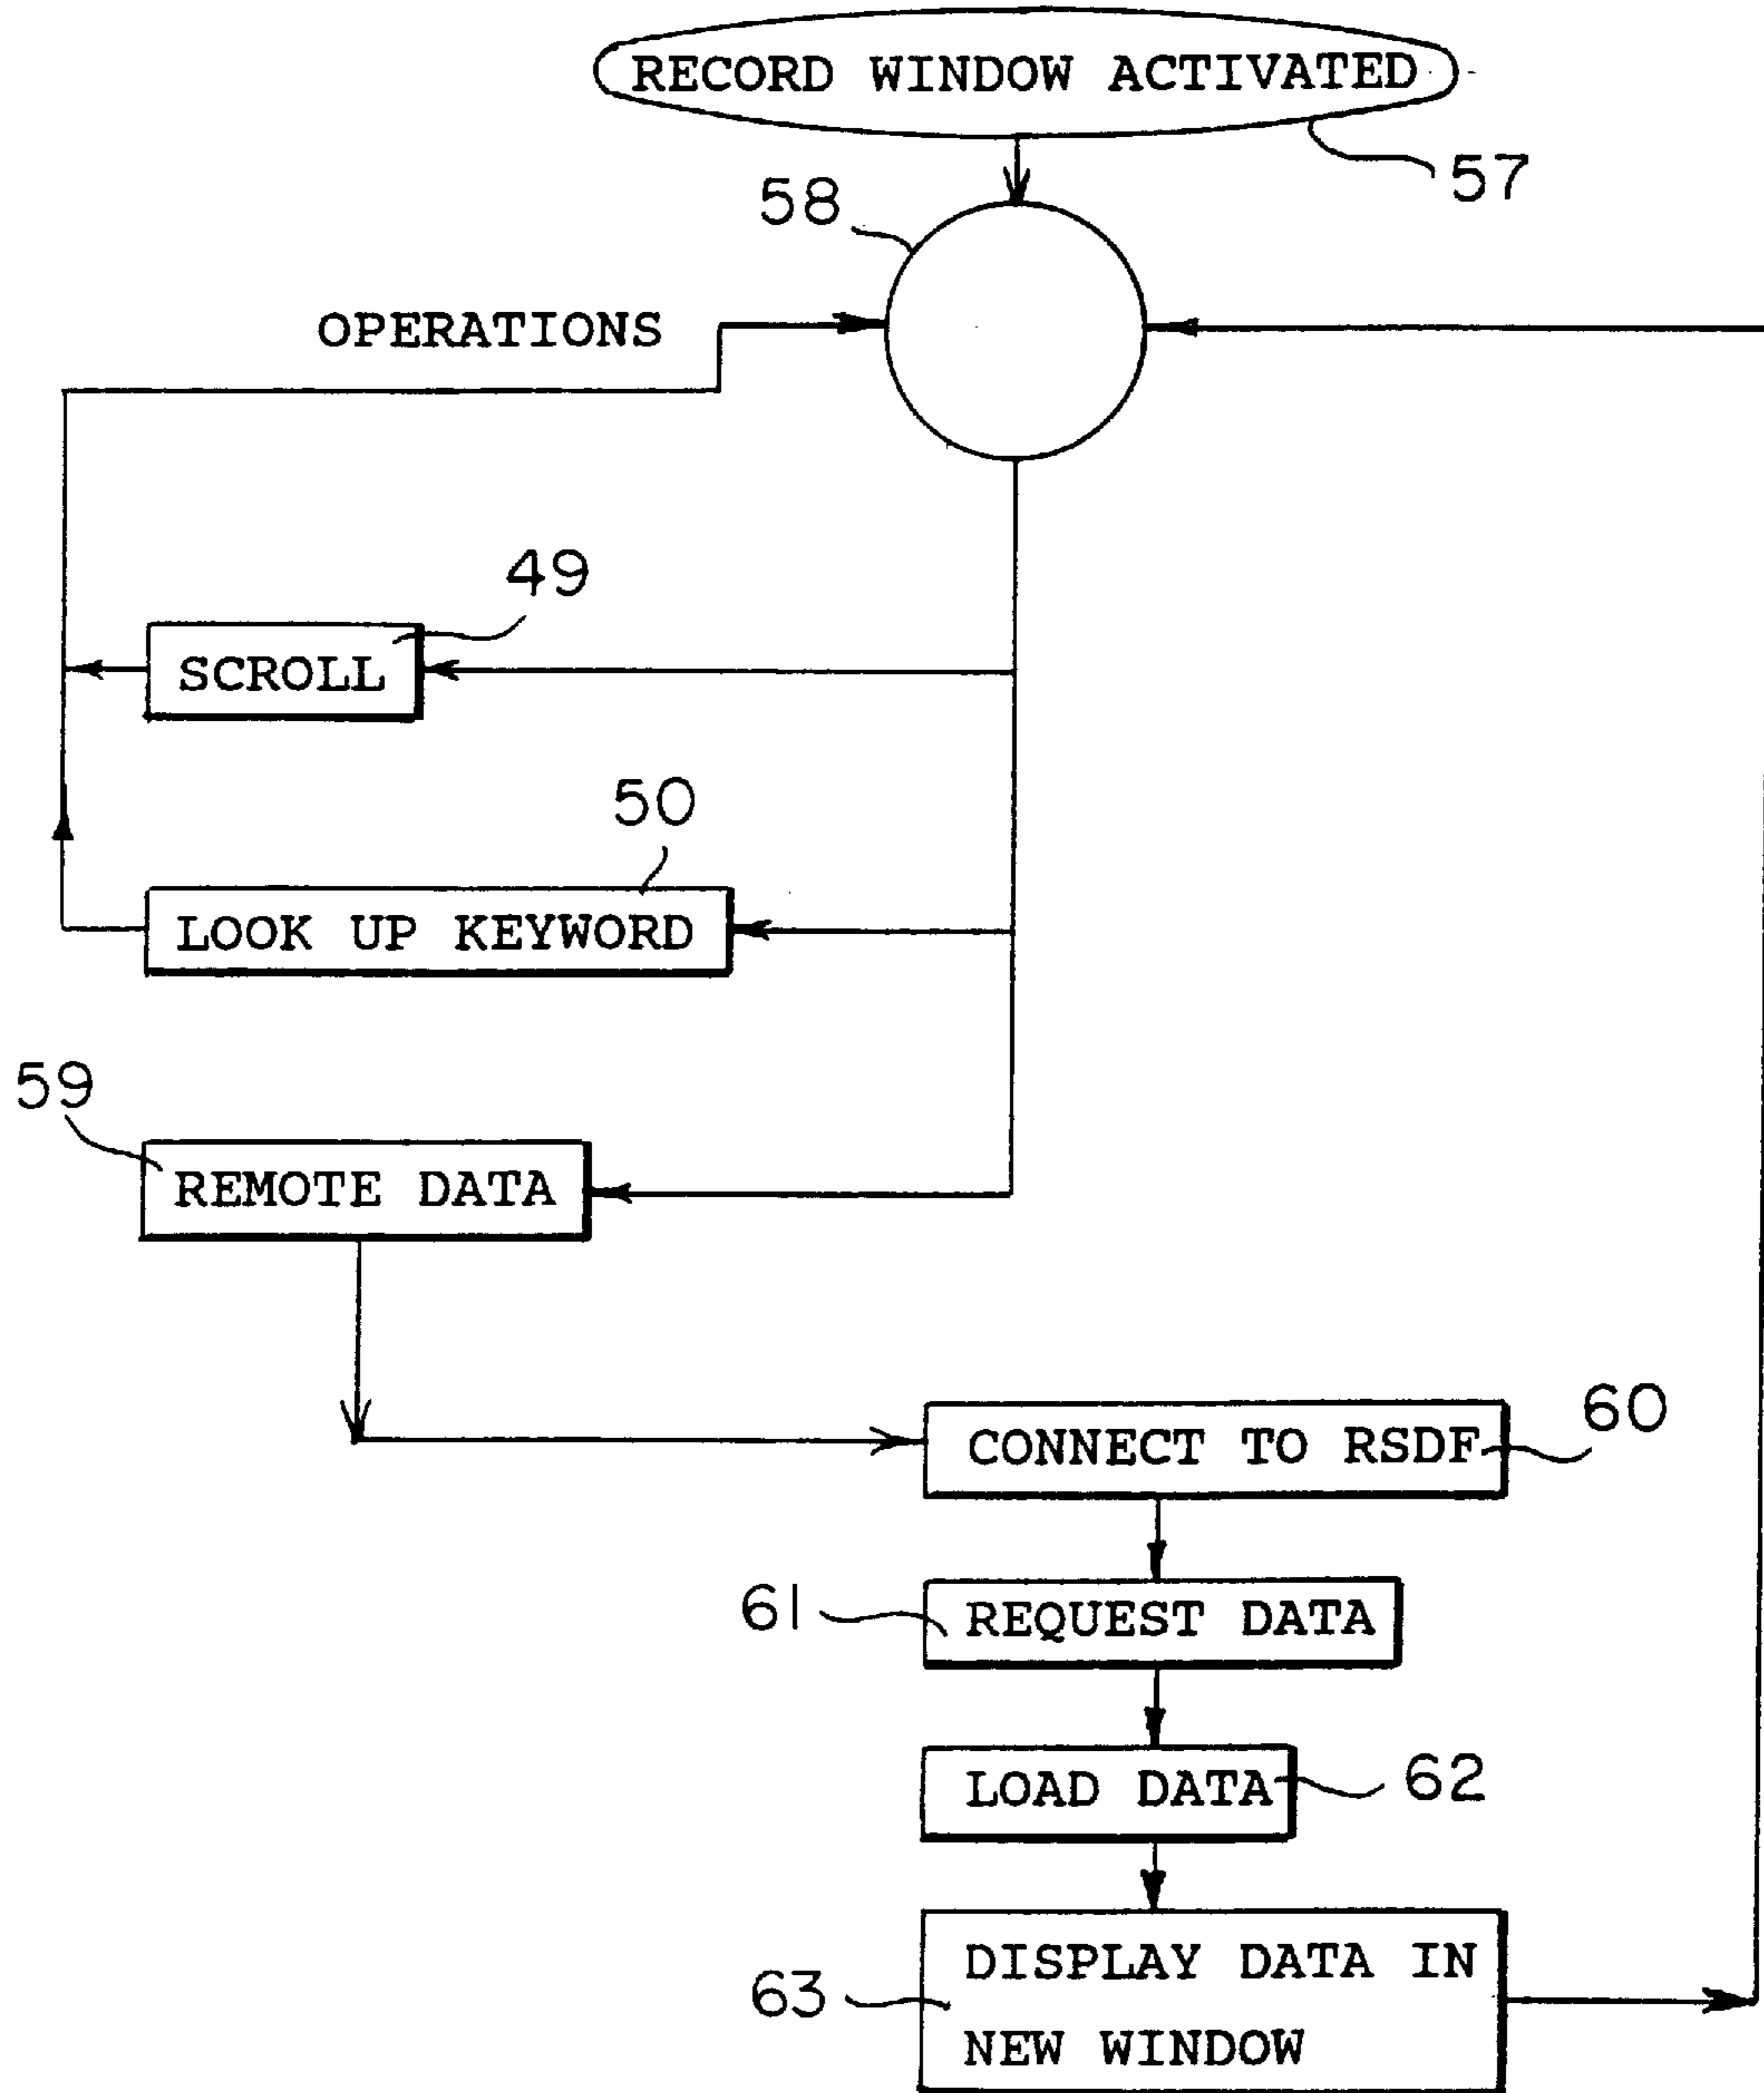 RECORD WINDOW ACTIVATED
57
58
OPERATIONS
49
SCROLL
50
LOOK UP KEYWORD
59
REMOTE DATA
60
CONNECT TO RSDF
61
REQUEST DATA
62
LOAD DATA
63
DISPLAY DATA IN
NEW WINDOW